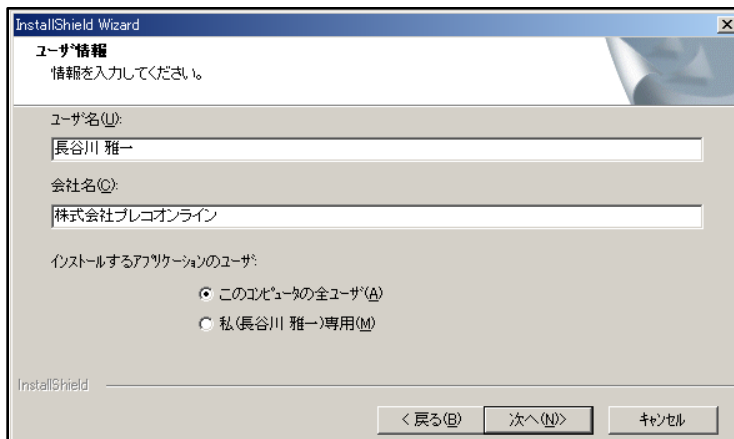 InstallShield Wizard
ユーザ情報
情報を入力してください。
ユーザ名(U):
長谷川 雅一
会社名(C):
株式会社プレコオンライン
インストールするアプリケーションのユーザ:
このコンピュータの全ユーザ(A)
私(長谷川 雅一)専用(M)
InstallShield
< 戻る(B)
次へ(N)>
キャンセル